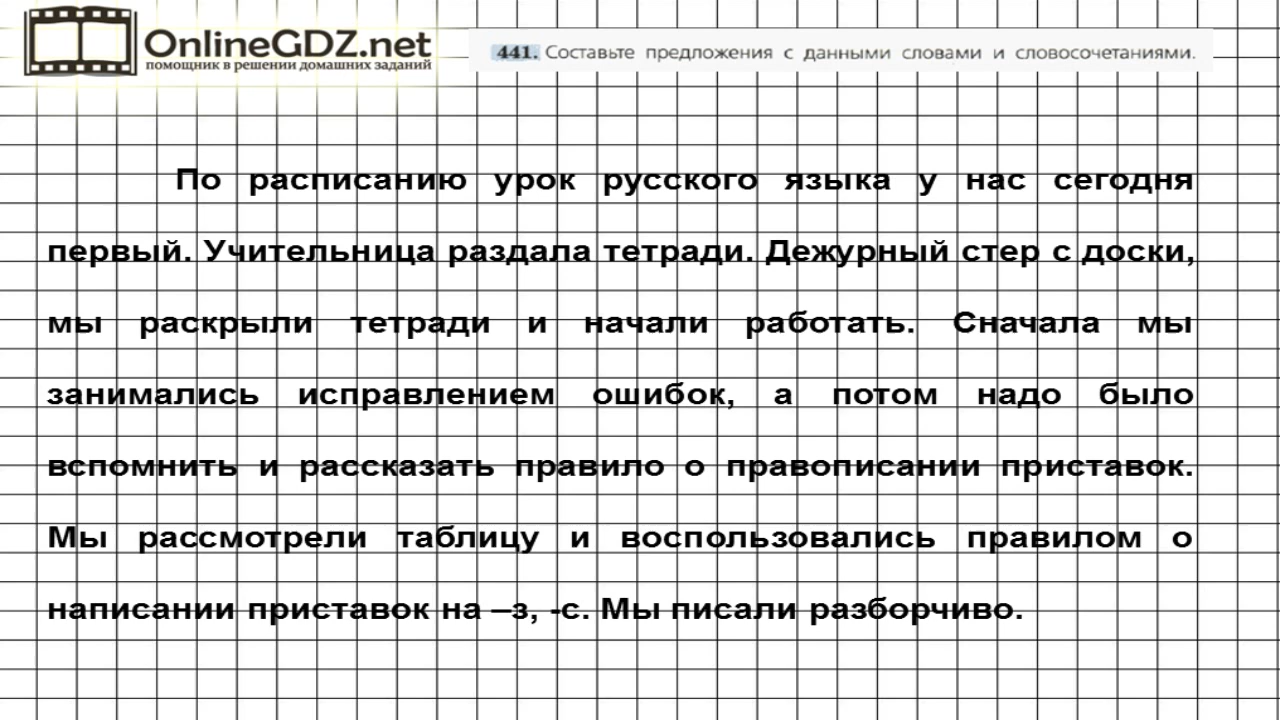 OnlineGDZ.net
помощник в решении домашних заданий
441. Составьте предложения с данными словами и словосочетаниями.
По расписанию урок русского языка у нас сегодня
первый. Учительница раздала тетради. Дежурный стер с доски,
мы раскрыли тетради и начали работать. Сначала мы
занимались исправлением ошибок, а потом надо было
вспомнить и рассказать правило о правописании приставок.
Мы рассмотрели таблицу и воспользовались правилом о
написании приставок на –з, -с. Мы писали разборчиво.